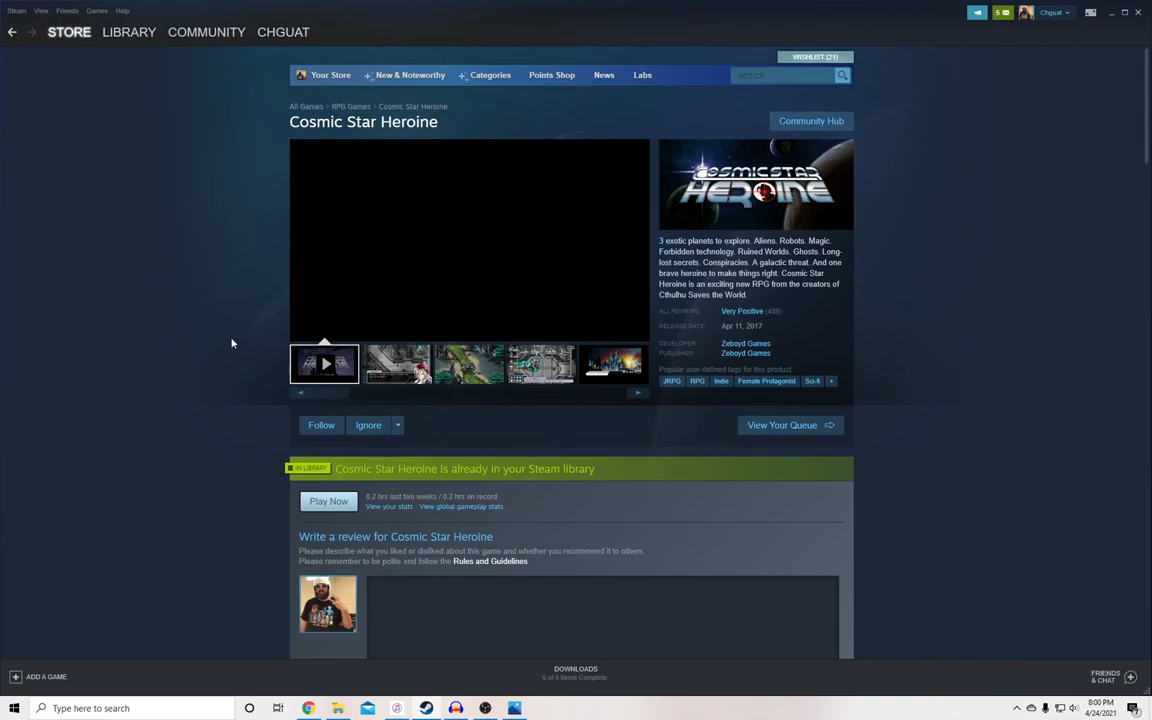 Steam View Friends Games Help
5 Chguat
STORE LIBRARY COMMUNITY CHGUAT
WISHLIST (21)
Your Store New & Noteworthy Categories Points Shop News Labs search
All Games > RPG Games > Cosmic Star Heroine
Cosmic Star Heroine
Community Hub
COSMIC STAR
HEROINE
3 exotic planets to explore. Aliens. Robots. Magic.
Forbidden technology. Ruined Worlds. Ghosts. Long-
lost secrets. Conspiracies. A galactic threat. And one
brave heroine to make things right. Cosmic Star
Heroine is an exciting new RPG from the creators of
Cthulhu Saves the World.
ALL REVIEWS: Very Positive (489)
RELEASE DATE: Apr 11, 2017
DEVELOPER: Zeboyd Games
PUBLISHER: Zeboyd Games
Popular user-defined tags for this product:
JRPG RPG Indie Female Protagonist Sci-fi +
Follow Ignore View Your Queue
IN LIBRARY Cosmic Star Heroine is already in your Steam library
Play Now
0.2 hrs last two weeks / 0.2 hrs on record
View your stats View global gameplay stats
Write a review for Cosmic Star Heroine
Please describe what you liked or disliked about this game and whether you recommend it to others.
Please remember to be polite and follow the Rules and Guidelines.
ADD A GAME
DOWNLOADS
6 of 6 Items Complete
FRIENDS
& CHAT
Type here to search
8:00 PM
4/24/2021
7